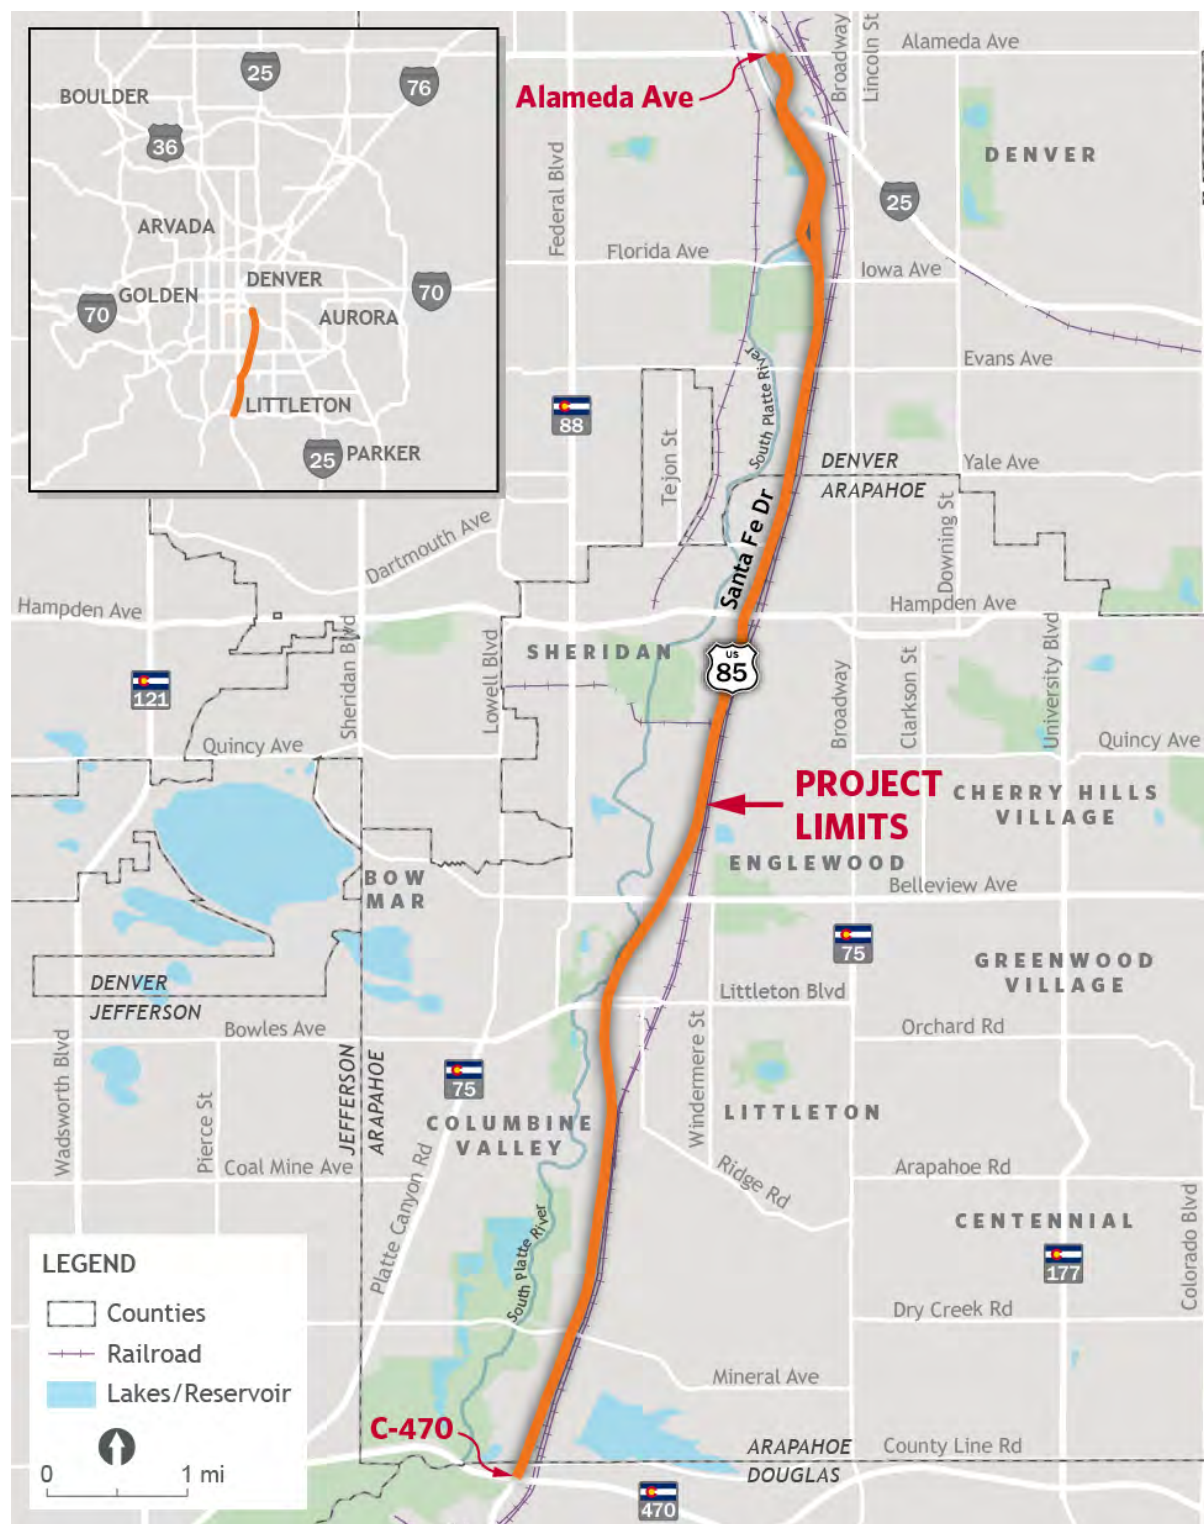 25
76
BOULDER
36
ARVADA
DENVER
GOLDEN
70
70
AURORA
LITTLETON
25
PARKER
Alameda Ave
Broadway
Lincoln St
Alameda Ave
Federal Blvd
DENVER
25
Florida Ave
Iowa Ave
Evans Ave
South Platte River
88
Tejon St
DENVER
ARAPAHOE
Yale Ave
Downing St
Dartmouth Ave
Santa Fe Dr
Hampden Ave
Hampden Ave
Sheridan Blvd
Lowell Blvd
SHERIDAN
US
85
121
Broadway
Clarkson St
University Blvd
Quincy Ave
Quincy Ave
PROJECT
LIMITS
CHERRY HILLS
VILLAGE
ENGLEWOOD
BOW
MAR
Belleview Ave
75
GREENWOOD
VILLAGE
DENVER
JEFFERSON
Littleton Blvd
Bowles Ave
Orchard Rd
Wadsworth Blvd
Pierce St
JEFFERSON
ARAPAHOE
75
Windermere St
COLUMBINE
VALLEY
LITTLETON
Coal Mine Ave
Platte Canyon Rd
Ridge Rd
Arapahoe Rd
South Platte River
CENTENNIAL
177
Colorado Blvd
LEGEND
Counties
Railroad
Lakes/Reservoir
0 1 mi
Dry Creek Rd
Mineral Ave
C-470
ARAPAHOE
DOUGLAS
County Line Rd
470